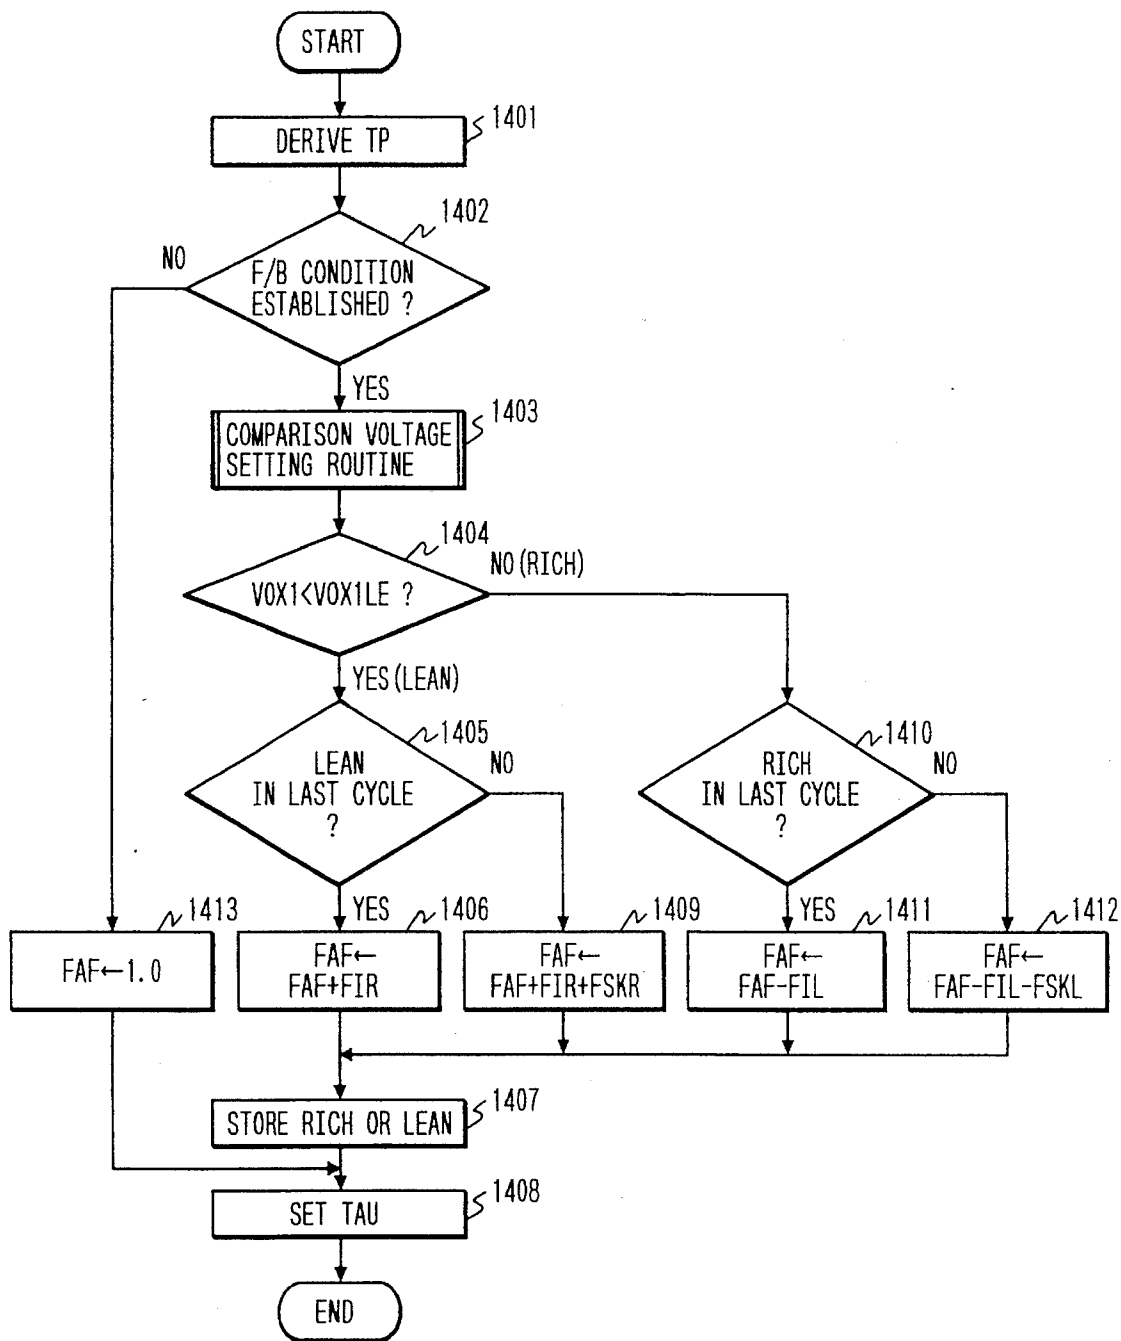 START
1401
DERIVE TP
1402
NO
F/B CONDITION
ESTABLISHED ?
YES
1403
COMPARISON VOLTAGE
SETTING ROUTINE
1404
NO(RICH)
VOX1<VOX1LE ?
YES(LEAN)
1405
LEAN
IN LAST CYCLE
?
NO
1410
RICH
IN LAST CYCLE
?
NO
1413
FAF←1.0
YES
1406
FAF←
FAF+FIR
1409
FAF←
FAF+FIR+FSKR
YES
1411
FAF←
FAF-FIL
1412
FAF←
FAF-FIL-FSKL
1407
STORE RICH OR LEAN
1408
SET TAU
END